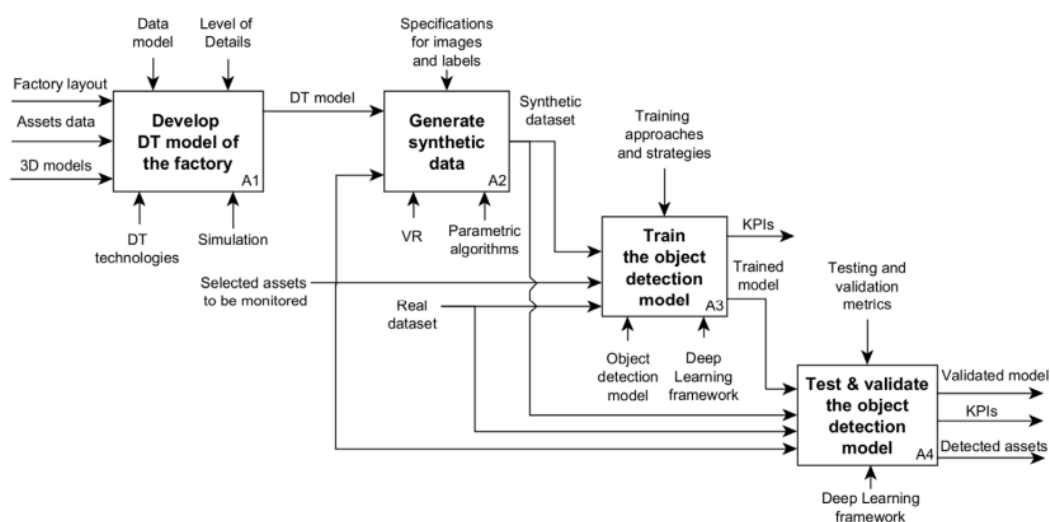 Data
model
Level of
Details
Specifications
for images
and labels
Factory layout
Assets data
3D models
Develop
DT model of
the factory
A1
DT model
Generate
synthetic
data
A2
Synthetic
dataset
Training
approaches
and strategies
DT
technologies
Simulation
VR
Parametric
algorithms
Train
the object
detection
model
A3
KPIs
Trained
model
Testing and
validation
metrics
Selected assets
to be monitored
Real
dataset
Object
detection
model
Deep
Learning
framework
Test & validate
the object
detection
model
A4
Validated model
KPIs
Detected assets
Deep Learning
framework